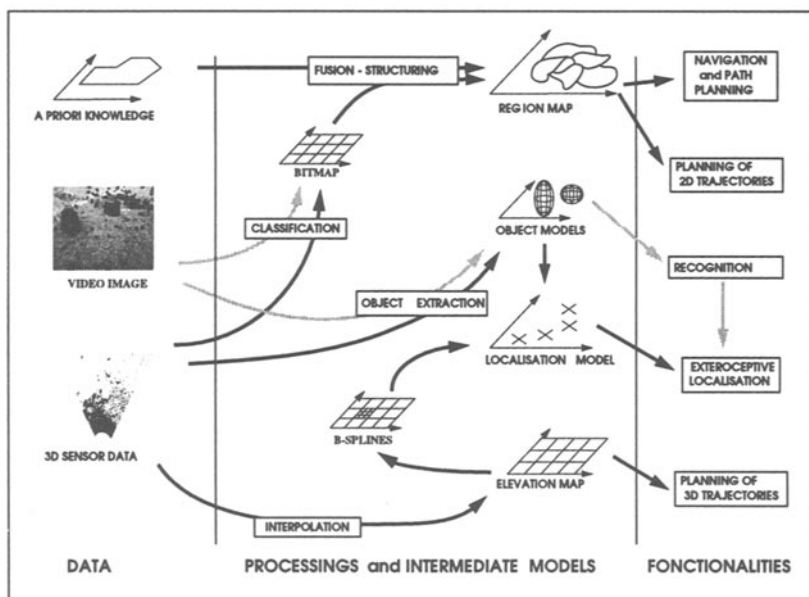 A PRIORI KNOWLEDGE
VIDEO IMAGE
3D SENSOR DATA
DATA
FUSION - STRUCTURING
BITMAP
CLASSIFICATION
OBJECT EXTRACTION
B-SPLINES
INTERPOLATION
REGION MAP
OBJECT MODELS
LOCALISATION MODEL
ELEVATION MAP
PROCESSINGS and INTERMEDIATE MODELS
NAVIGATION
and PATH
PLANNING
PLANNING OF
2D TRAJECTORIES
RECOGNITION
EXTEROCEPTIVE
LOCALISATION
PLANNING OF
3D TRAJECTORIES
FONCTIONALITIES